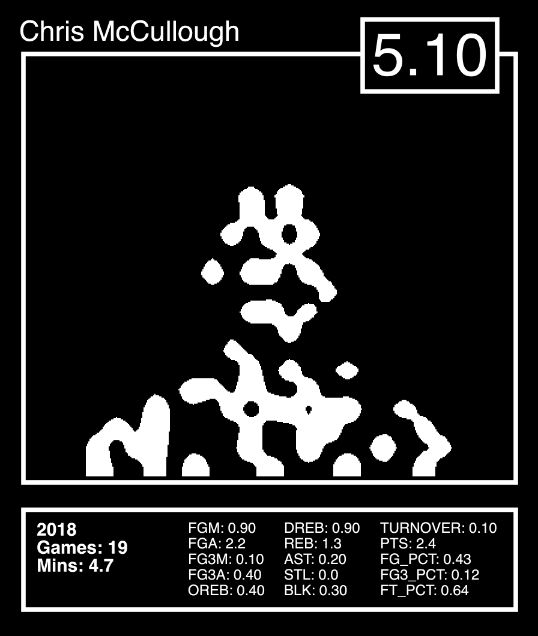 Chris McCullough
5.10
2018
Games: 19
Mins: 4.7
FGM: 0.90
FGA: 2.2
FG3M: 0.10
FG3A: 0.40
OREB: 0.40
DREB: 0.90
REB: 1.3
AST: 0.20
STL: 0.0
BLK: 0.30
TURNOVER: 0.10
PTS: 2.4
FG_PCT: 0.43
FG3_PCT: 0.12
FT_PCT: 0.64